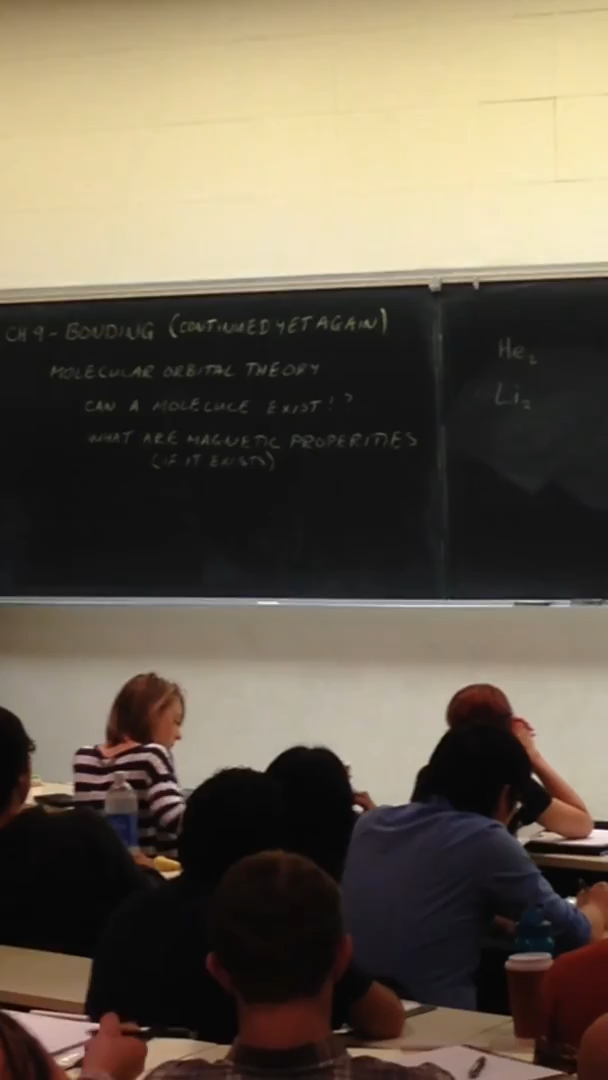 CH 9 - BONDING (CONTINUED YET AGAIN)
MOLECULAR ORBITAL THEORY
CAN A MOLECULE EXIST!?
WHAT ARE MAGNETIC PROPERITIES
(IF IT EXISTS)
He₂
Li₂